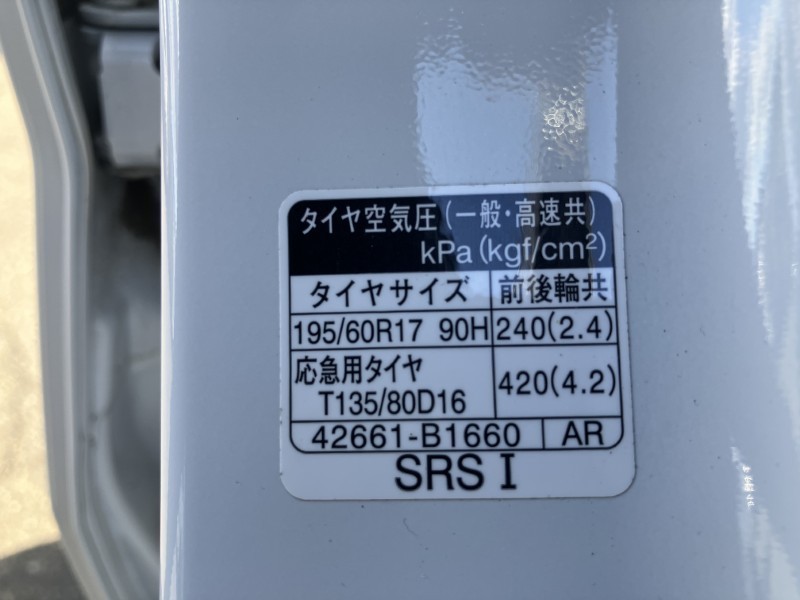 タイヤ空気圧(一般・高速共)
kPa(kgf/cm²)
タイヤサイズ 前後輪共
195/60R17 90H 240(2.4)
応急用タイヤ
T135/80D16 420(4.2)
42661-B1660 AR
SRS I